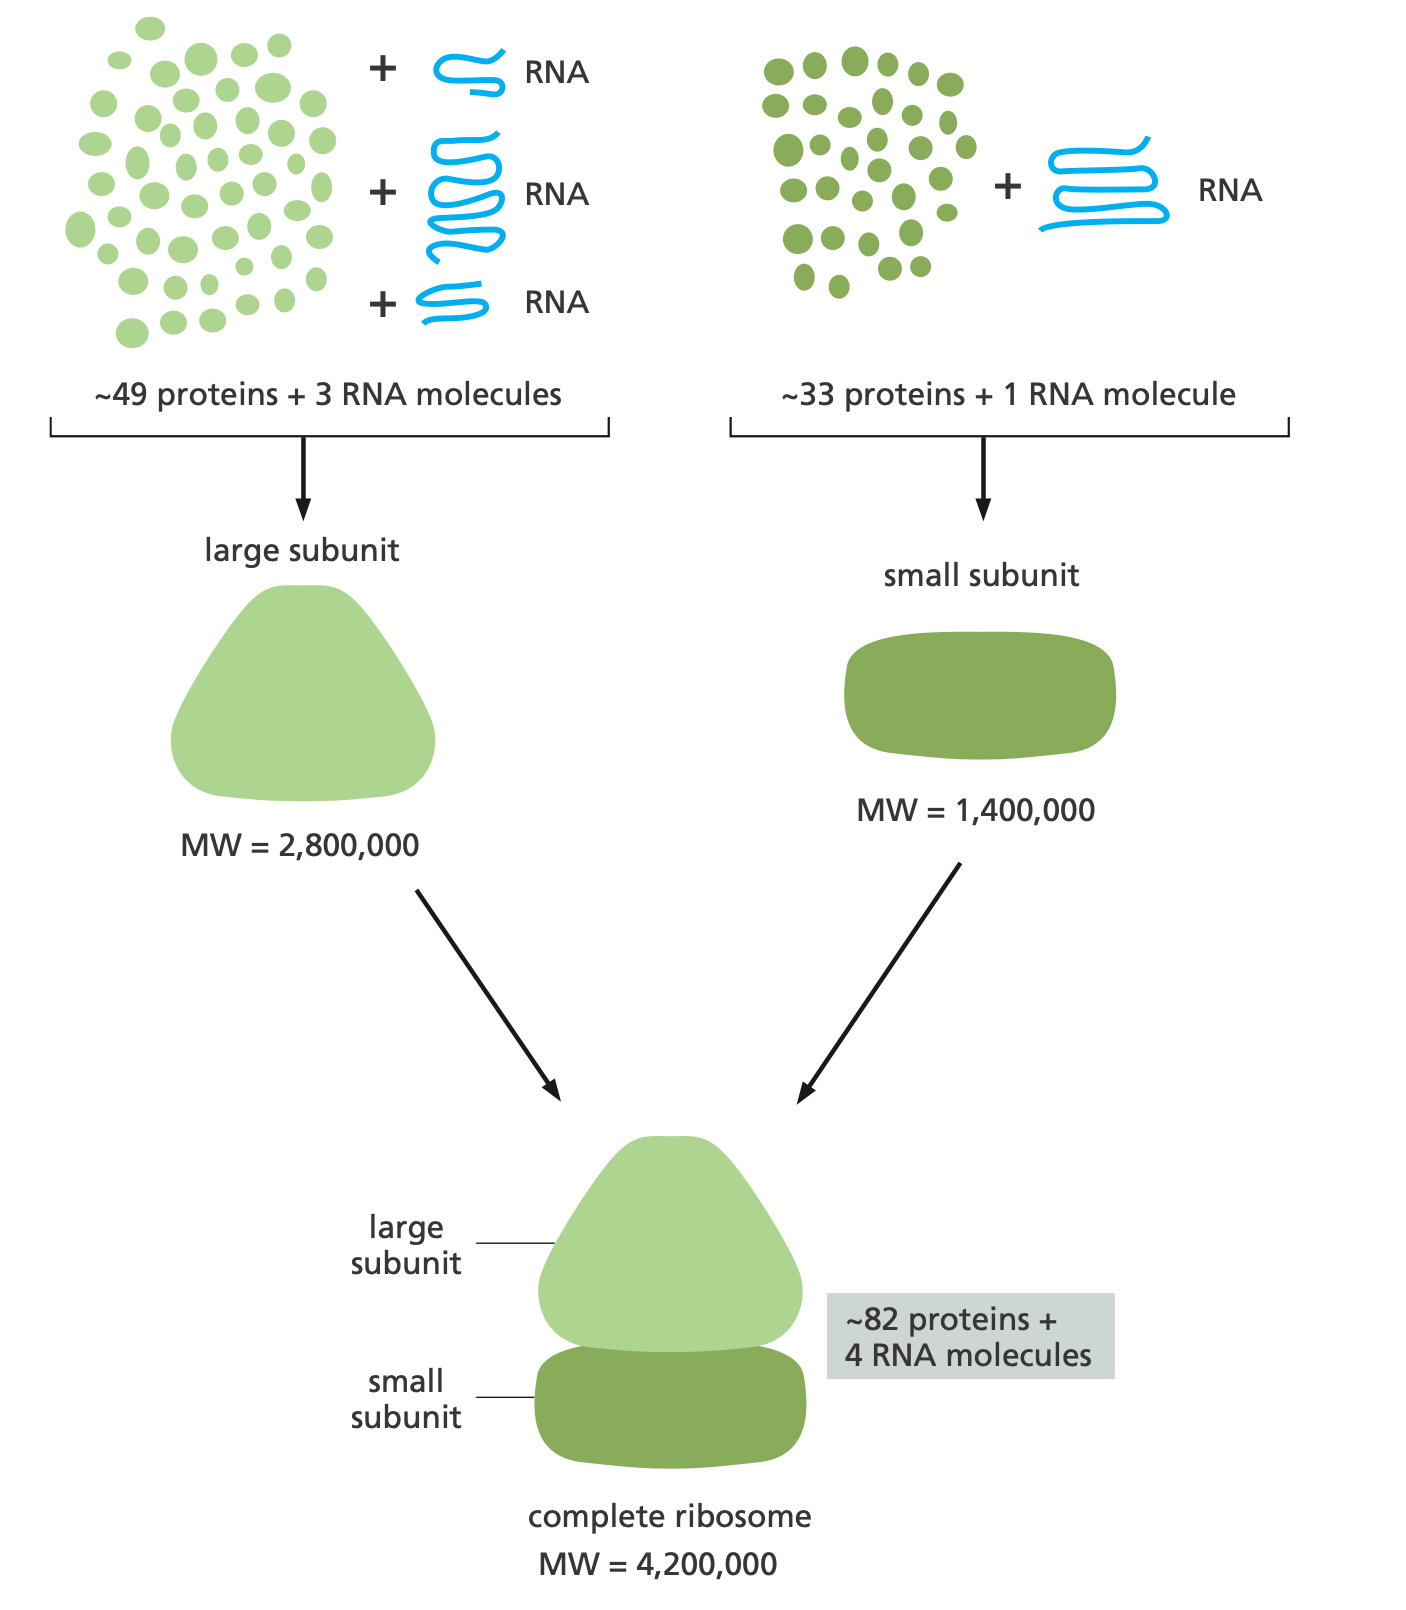 + RNA
+ RNA
+ RNA
~49 proteins + 3 RNA molecules
+ RNA
~33 proteins + 1 RNA molecule
large subunit
MW = 2,800,000
small subunit
MW = 1,400,000
large
subunit
small
subunit
~82 proteins +
4 RNA molecules
complete ribosome
MW = 4,200,000